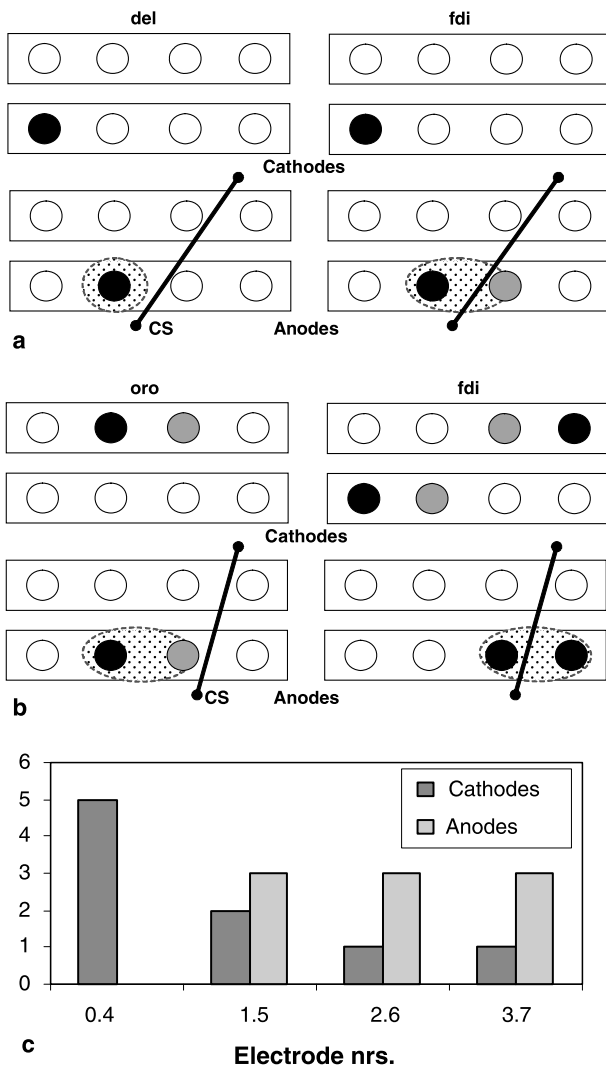 del fdi
Cathodes
CS Anodes
a
oro fdi
Cathodes
CS Anodes
b
6
5
4
3
2
1
0
Cathodes
Anodes
0.4 1.5 2.6 3.7
c
Electrode nrs.